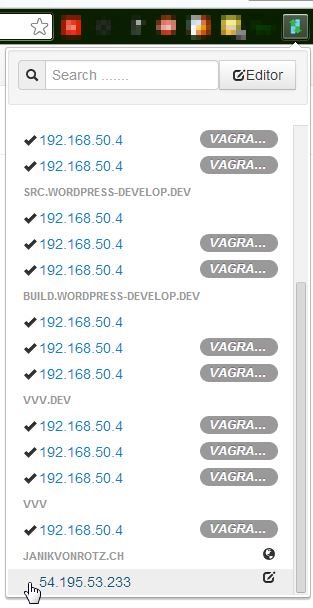 Search .......
Editor
192.168.50.4 VAGRA...
192.168.50.4 VAGRA...
SRC.WORDPRESS-DEVELOP.DEV
192.168.50.4
192.168.50.4 VAGRA...
192.168.50.4 VAGRA...
BUILD.WORDPRESS-DEVELOP.DEV
192.168.50.4
192.168.50.4 VAGRA...
192.168.50.4 VAGRA...
VVV.DEV
192.168.50.4 VAGRA...
192.168.50.4 VAGRA...
192.168.50.4 VAGRA...
VVV
192.168.50.4 VAGRA...
JANIKVONROTZ.CH
54.195.53.233